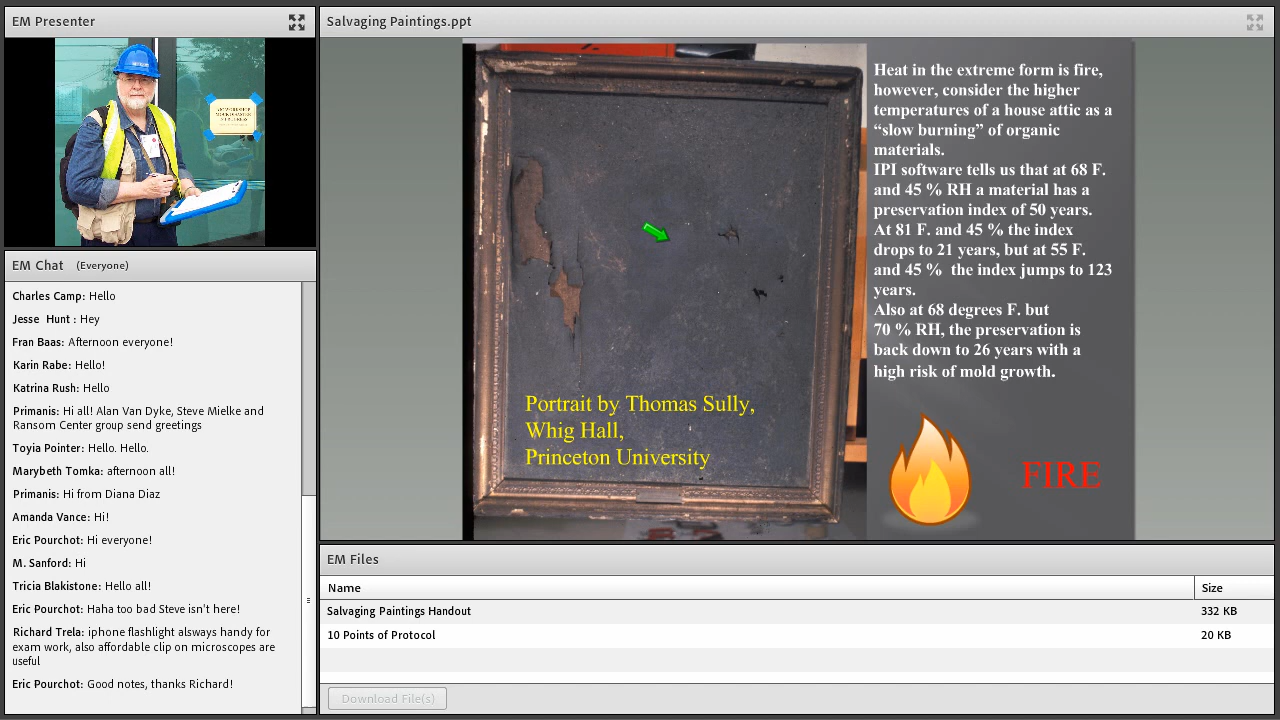 EM Presenter
EM Chat (Everyone)
Charles Camp: Hello
Jesse Hunt : Hey
Fran Baas: Afternoon everyone!
Karin Rabe: Hello!
Katrina Rush: Hello
Primanis: Hi all! Alan Van Dyke, Steve Mielke and
Ransom Center group send greetings
Toyia Pointer: Hello. Hello.
Marybeth Tomka: afternoon all!
Primanis: Hi from Diana Diaz
Amanda Vance: Hi!
Eric Pourchot: Hi everyone!
M. Sanford: Hi
Tricia Blakistone: Hello all!
Eric Pourchot: Haha too bad Steve isn't here!
Richard Trela: iphone flashlight alsways handy for
exam work, also affordable clip on microscopes are
useful
Eric Pourchot: Good notes, thanks Richard!
Salvaging Paintings.ppt
Portrait by Thomas Sully,
Whig Hall,
Princeton University
Heat in the extreme form is fire,
however, consider the higher
temperatures of a house attic as a
“slow burning” of organic
materials.
IPI software tells us that at 68 F.
and 45 % RH a material has a
preservation index of 50 years.
At 81 F. and 45 % the index
drops to 21 years, but at 55 F.
and 45 % the index jumps to 123
years.
Also at 68 degrees F. but
70 % RH, the preservation is
back down to 26 years with a
high risk of mold growth.
FIRE
EM Files
Name Size
Salvaging Paintings Handout 332 KB
10 Points of Protocol 20 KB
Download File(s)